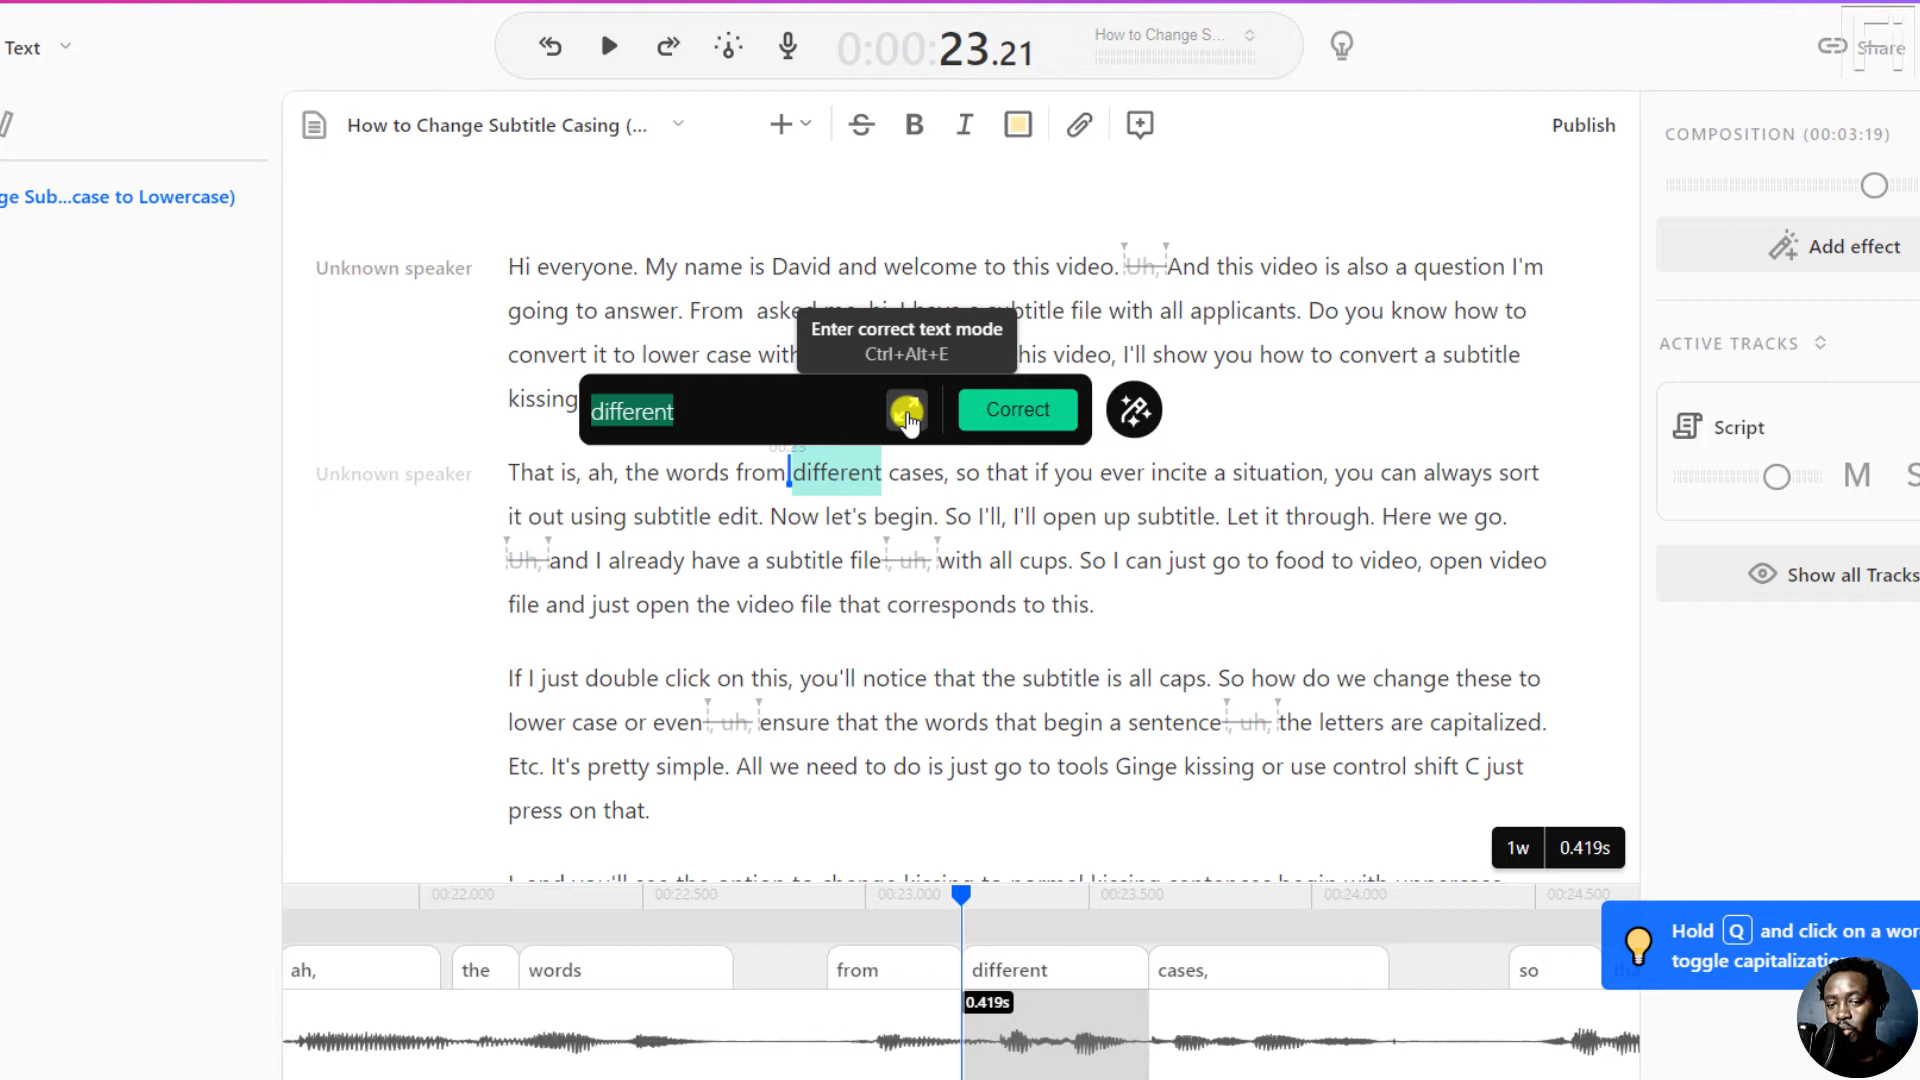 Text
0:00:23.21
How to Change S...
Share
How to Change Subtitle Casing (...
B
I
Publish
COMPOSITION (00:03:19)
ge Sub...case to Lowercase)
Add effect
Unknown speaker
Hi everyone. My name is David and welcome to this video. Uh, And this video is also a question I'm
going to answer. From asked me, hi, I have a subtitle file with all applicants. Do you know how to
convert it to lower case with his video, I'll show you how to convert a subtitle
kissing
Enter correct text mode
Ctrl+Alt+E
different
Correct
ACTIVE TRACKS
Script
M
S
00:23
Unknown speaker
That is, ah, the words from different cases, so that if you ever incite a situation, you can always sort
it out using subtitle edit. Now let's begin. So I'll, I'll open up subtitle. Let it through. Here we go.
Uh, and I already have a subtitle file , uh, with all cups. So I can just go to food to video, open video
file and just open the video file that corresponds to this.
Show all Tracks
If I just double click on this, you'll notice that the subtitle is all caps. So how do we change these to
lower case or even , uh, ensure that the words that begin a sentence , uh, the letters are capitalized.
Etc. It's pretty simple. All we need to do is just go to tools Ginge kissing or use control shift C just
press on that.
1w
0.419s
00:22.000
00:22.500
00:23.000
00:23.500
00:24.000
00:24.500
Hold Q and click on a wor
toggle capitalizatio
ah,
the
words
from
different
cases,
so
0.419s